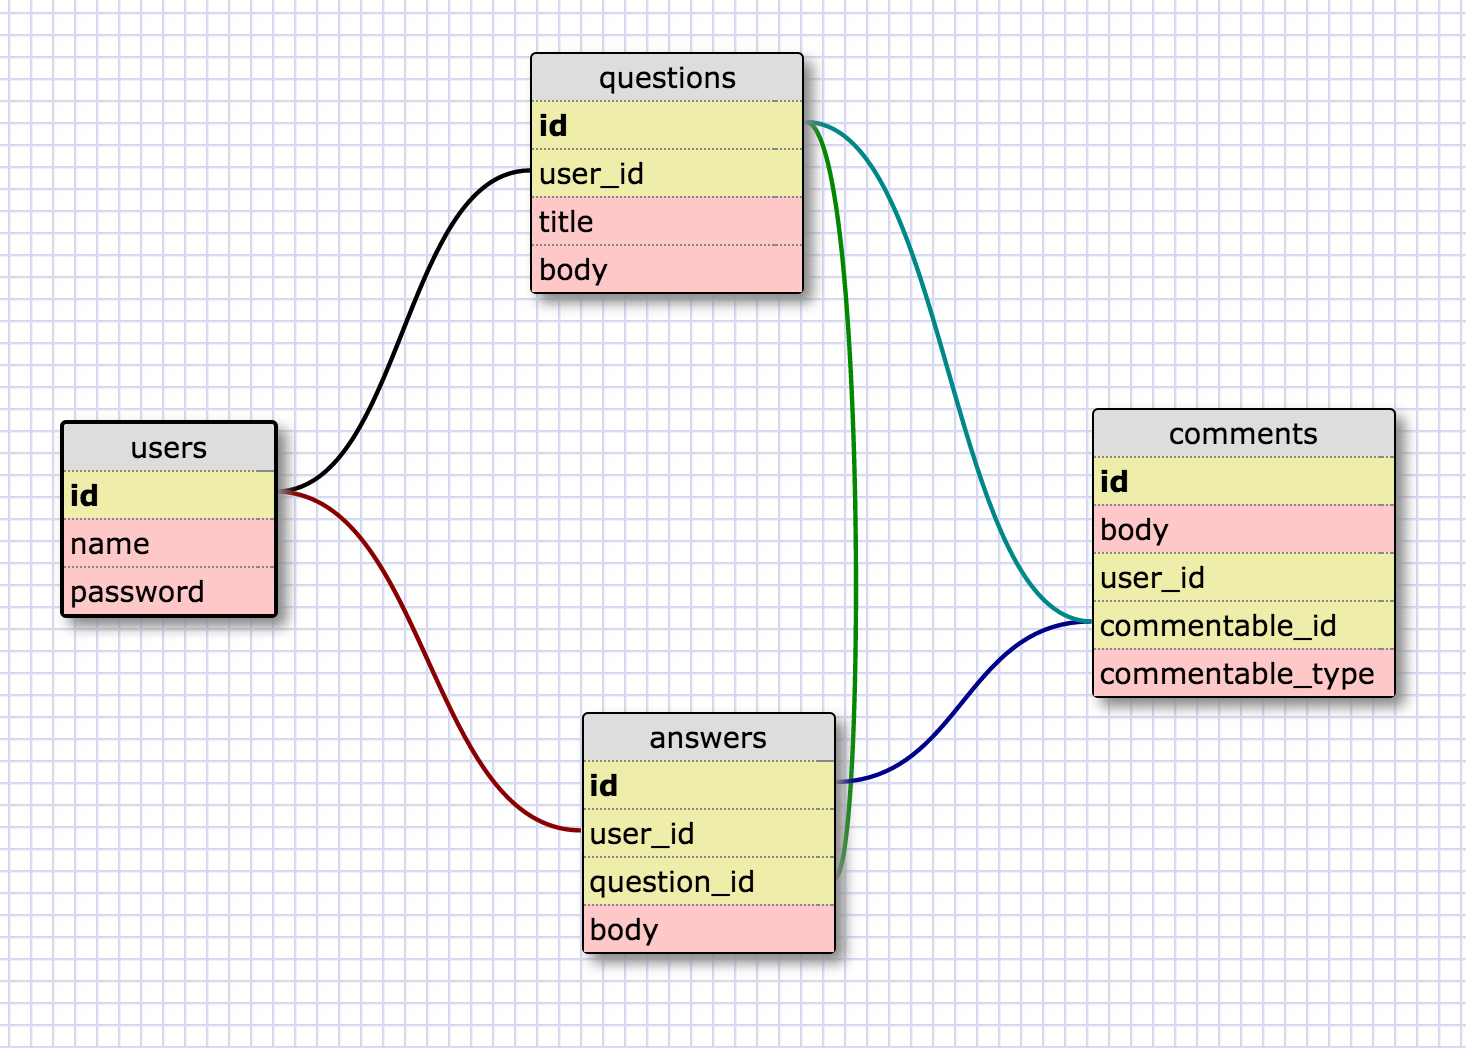 questions
id
user_id
title
body
users
id
name
password
comments
id
body
user_id
commentable_id
commentable_type
answers
id
user_id
question_id
body